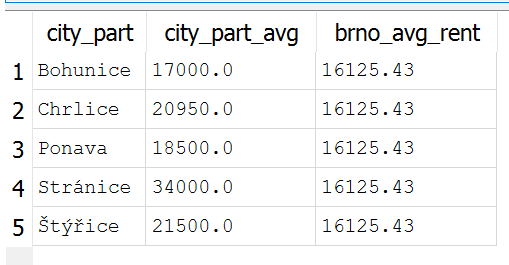 city_part city_part_avg brno_avg_rent
1 Bohunice 17000.0 16125.43
2 Chrlice 20950.0 16125.43
3 Ponava 18500.0 16125.43
4 Stránice 34000.0 16125.43
5 Štýřice 21500.0 16125.43